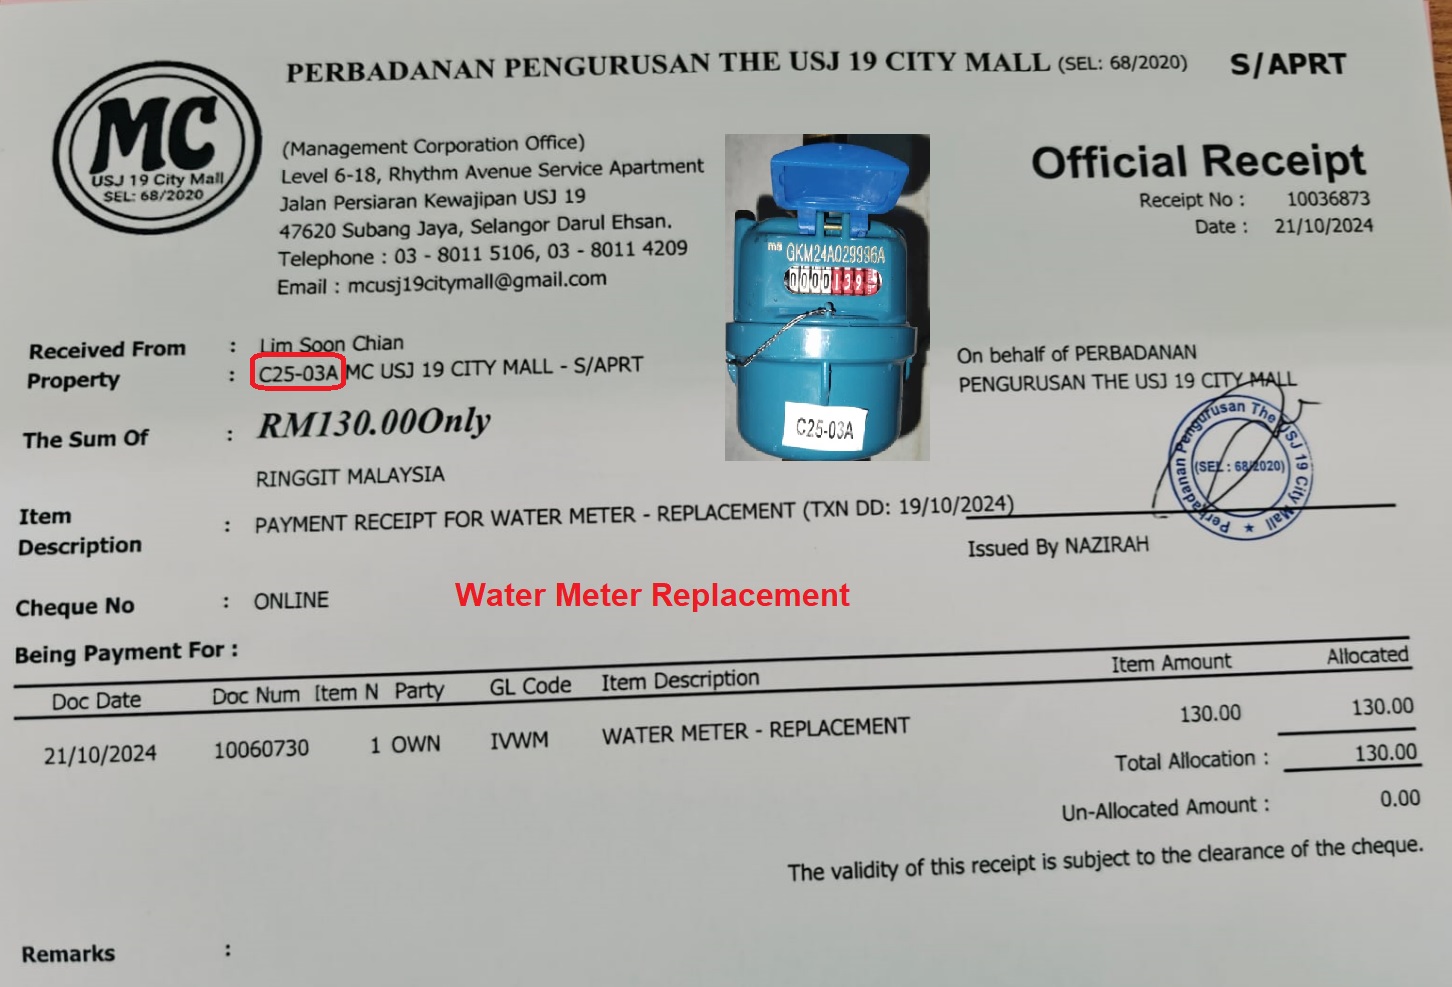 PERBADANAN PENGURUSAN THE USJ 19 CITY MALL (SEL: 68/2020) S/APRT
MC
USJ 19 City Mall
SEL: 68/2020
(Management Corporation Office)
Level 6-18, Rhythm Avenue Service Apartment
Jalan Persiaran Kewajipan USJ 19
47620 Subang Jaya, Selangor Darul Ehsan.
Telephone : 03 - 8011 5106, 03 - 8011 4209
Email : mcusj19citymall@gmail.com
Official Receipt
Receipt No : 10036873
Date : 21/10/2024
m³ GKM24A029996A
0000139
C25-03A
Received From : Lim Soon Chian
Property : C25-03A MC USJ 19 CITY MALL - S/APRT
The Sum Of : RM130.00Only
RINGGIT MALAYSIA
Item Description : PAYMENT RECEIPT FOR WATER METER - REPLACEMENT (TXN DD: 19/10/2024)
On behalf of PERBADANAN
PENGURUSAN THE USJ 19 CITY MALL
Perbadanan Pengurusan The USJ 19 City Mall
(SEL : 68/2020)
Issued By NAZIRAH
Cheque No : ONLINE
Water Meter Replacement
Being Payment For :
Doc Date Doc Num Item N Party GL Code Item Description Item Amount Allocated
21/10/2024 10060730 1 OWN IVWM WATER METER - REPLACEMENT 130.00 130.00
Total Allocation : 130.00
Un-Allocated Amount : 0.00
The validity of this receipt is subject to the clearance of the cheque.
Remarks :